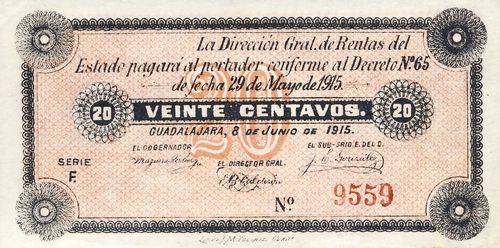 La Dirección Gral. de Rentas del
Estado pagará al portador conforme al Decreto No. 65
de fecha 29 de Mayo de 1915.
20 VEINTE CENTAVOS. 20
GUADALAJARA, 8 DE JUNIO DE 1915.
EL GOBERNADOR
EL SUB-SRIO. E. DEL D.
EL DIRECTOR GRAL.
SERIE
F.
No. 9559
20